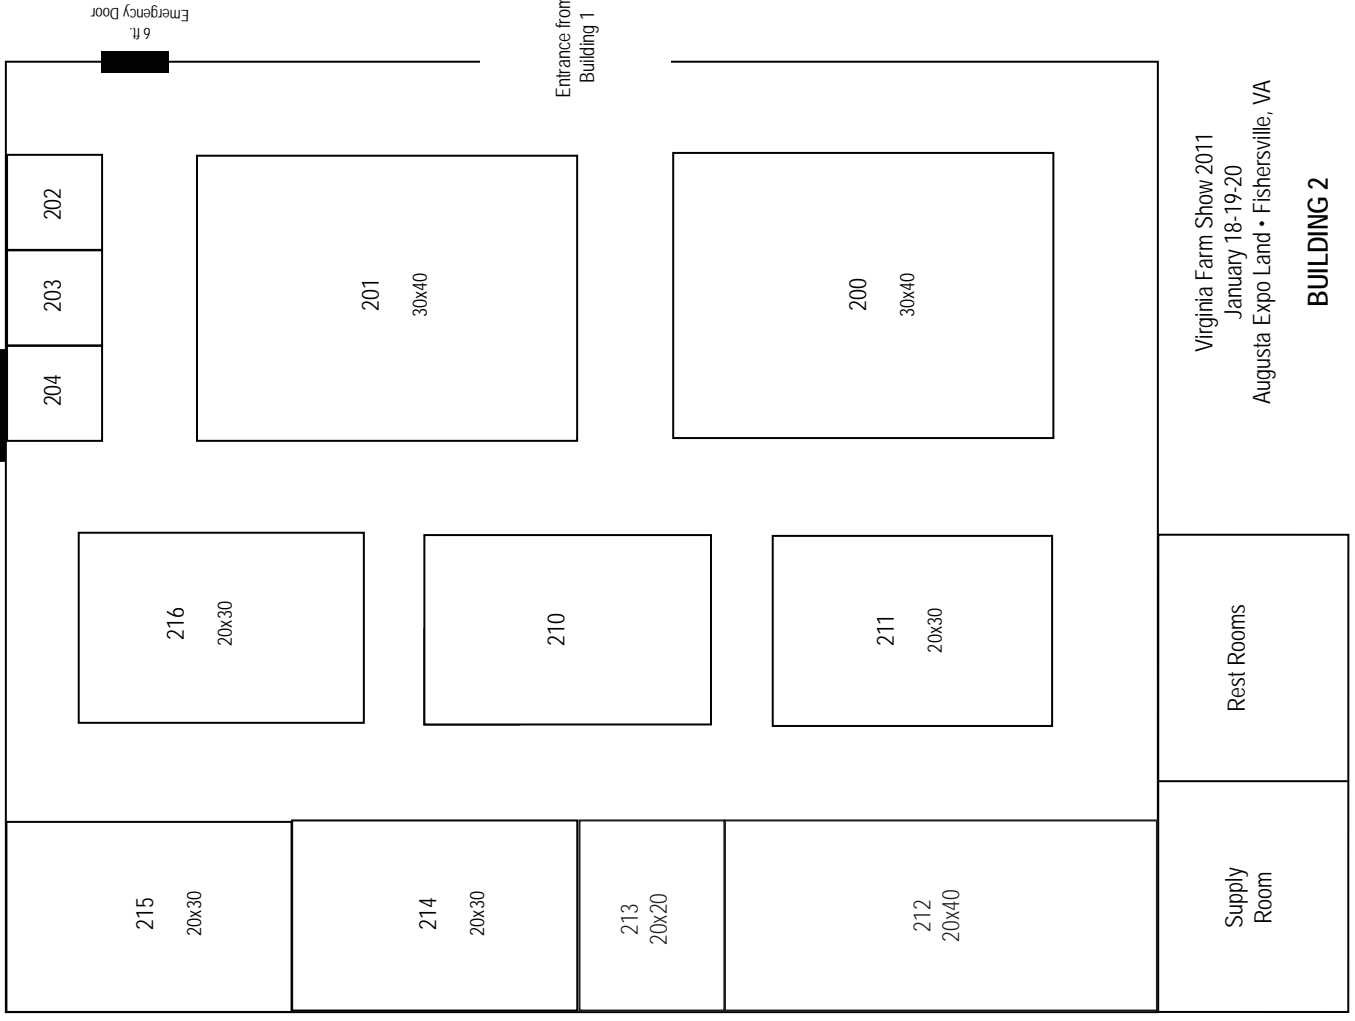 6 ft.
Emergency Door
Entrance from
Building 1
202
203
204
201
30x40
200
30x40
216
20x30
210
211
20x30
215
20x30
214
20x30
213
20x20
212
20x40
Rest Rooms
Supply
Room
Virginia Farm Show 2011
January 18-19-20
Augusta Expo Land • Fishersville, VA
BUILDING 2